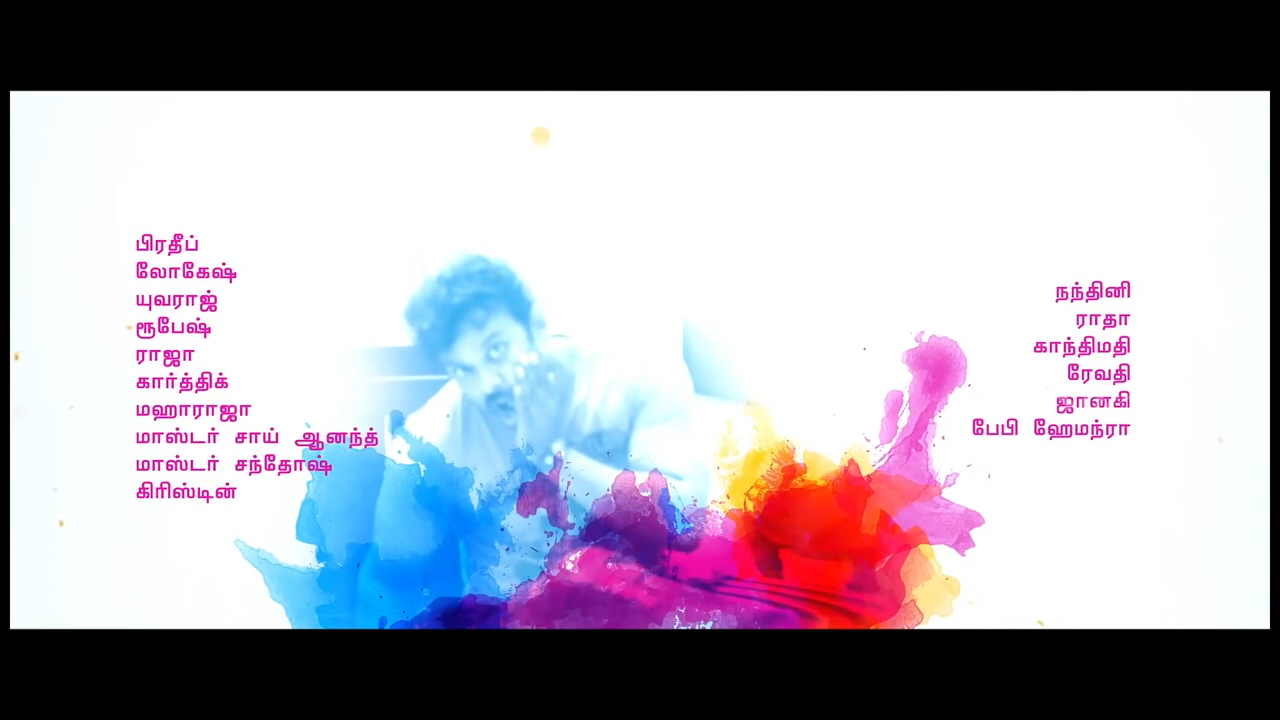 பிரதீப்
லோகேஷ்
யுவராஜ்
ரூபேஷ்
ராஜா
கார்த்திக்
மஹாராஜா
மாஸ்டர் சாய் ஆனந்த்
மாஸ்டர் சந்தோஷ்
கிரிஸ்டின்
நந்தினி
ராதா
காந்திமதி
ரேவதி
ஜானகி
பேபி ஹேமந்ரா